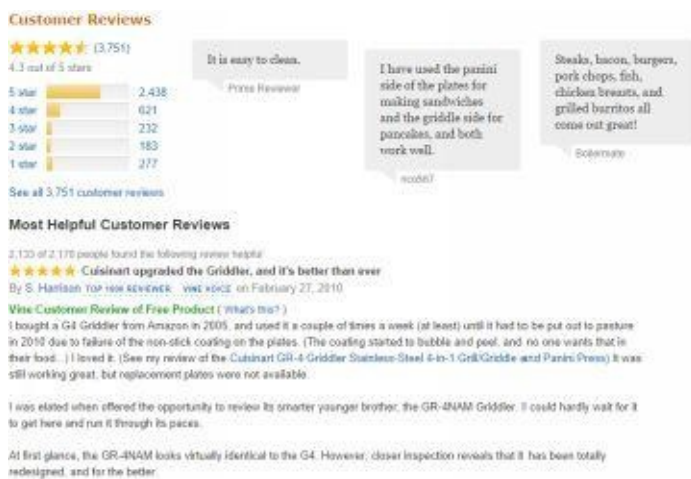 Customer Reviews
(3,751)
4.3 out of 5 stars
5 star 2,438
4 star 621
3 star 232
2 star 183
1 star 277
See all 3,751 customer reviews
It is easy to clean.
Prime Reviewer
I have used the panini
side of the plates for
making sandwiches
and the griddle side for
pancakes, and both
work well.
Steaks, bacon, burgers,
pork chops, fish,
chicken breasts, and
grilled burritos all
come out great!
Boilermate
Most Helpful Customer Reviews
2,133 of 2,178 people found the following review helpful
Cuisinart upgraded the Griddler, and it's better than ever
By S. Harrison TOP 1000 REVIEWER VINE VOICE on February 27, 2010
Vine Customer Review of Free Product ( What's this? )
I bought a G4 Griddler from Amazon in 2005, and used it a couple of times a week (at least) until it had to be put out to pasture
in 2010 due to failure of the non-stick coating on the plates. (The coating started to bubble and peel, and no one wants that in
their food...) I loved it. (See my review of the Cuisinart GR-4 Griddler Stainless-Steel 4-in-1 Grill/Griddle and Panini Press) It was
still working great, but replacement plates were not available.
I was elated when offered the opportunity to review its smarter younger brother, the GR-4NAM Griddler. I could hardly wait for it
to get here and run it through its paces.
At first glance, the GR-4NAM looks virtually identical to the G4. However, closer inspection reveals that it has been totally
redesigned, and for the better.